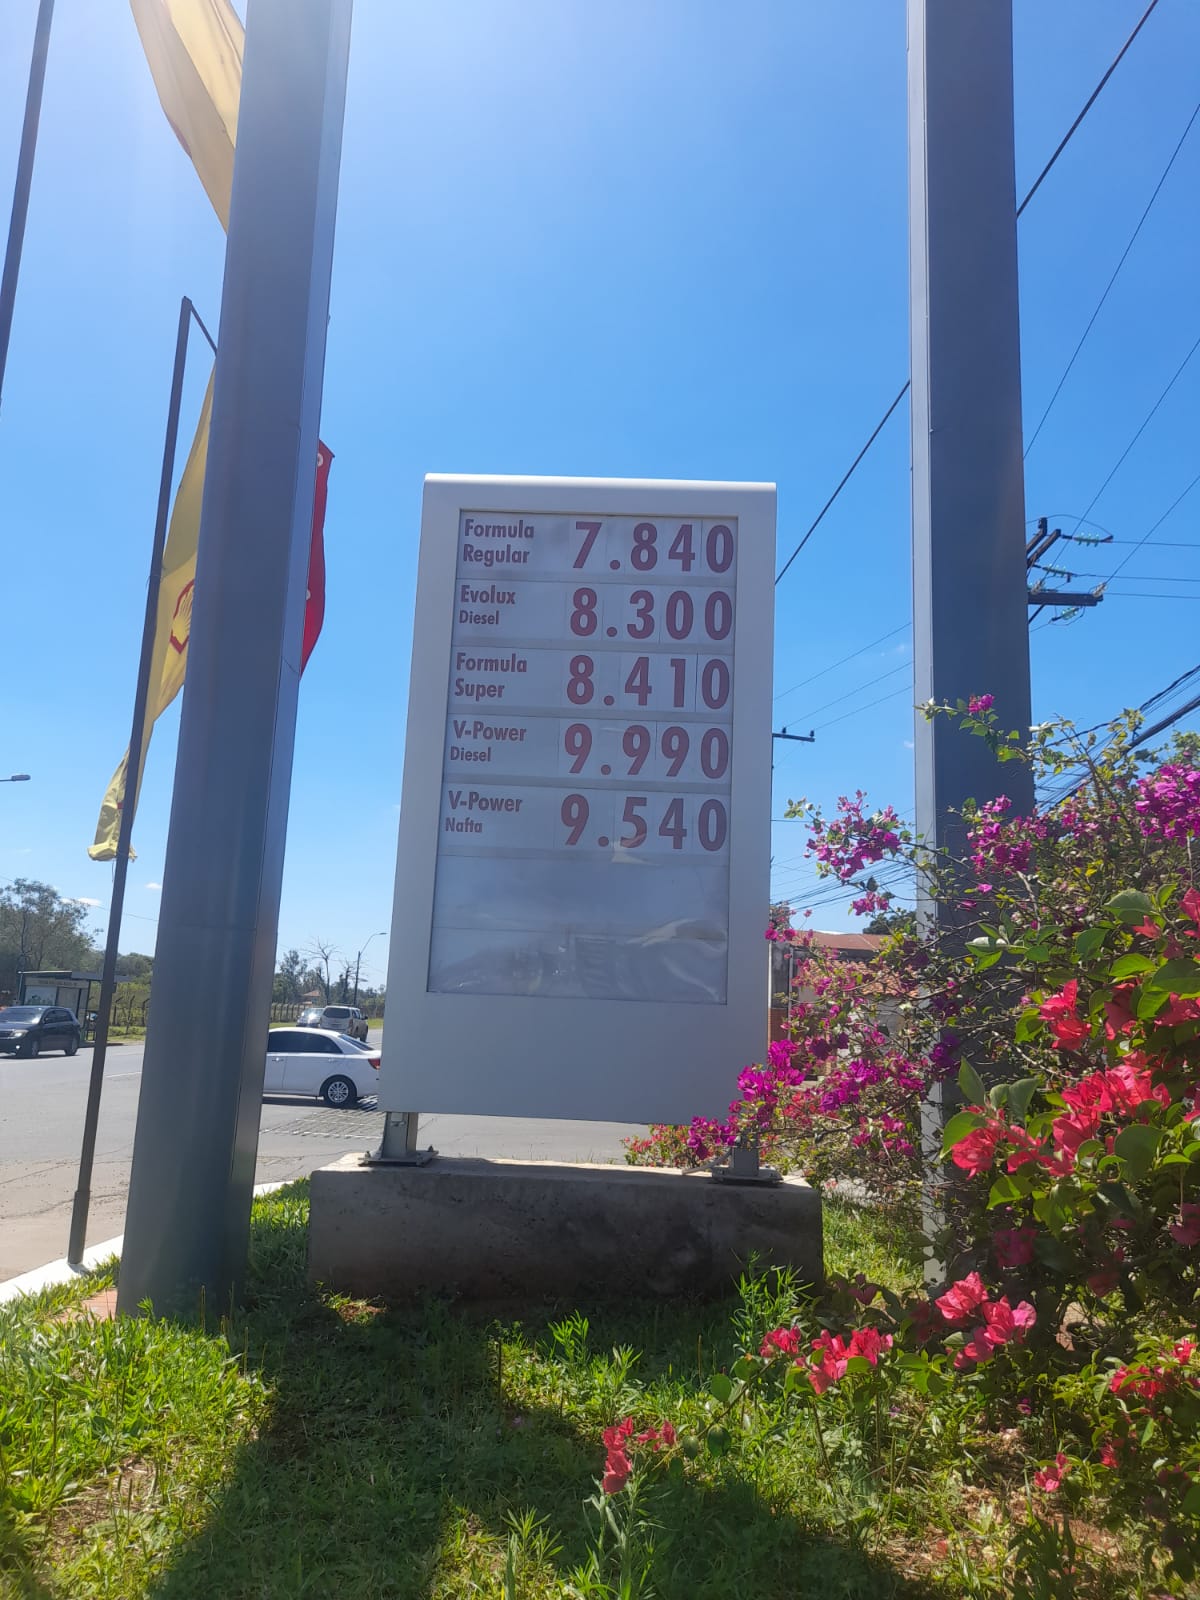 Formula
Regular 7.840
Evolux
Diesel 8.300
Formula
Super 8.410
V-Power
Diesel 9.990
V-Power
Nafta 9.540